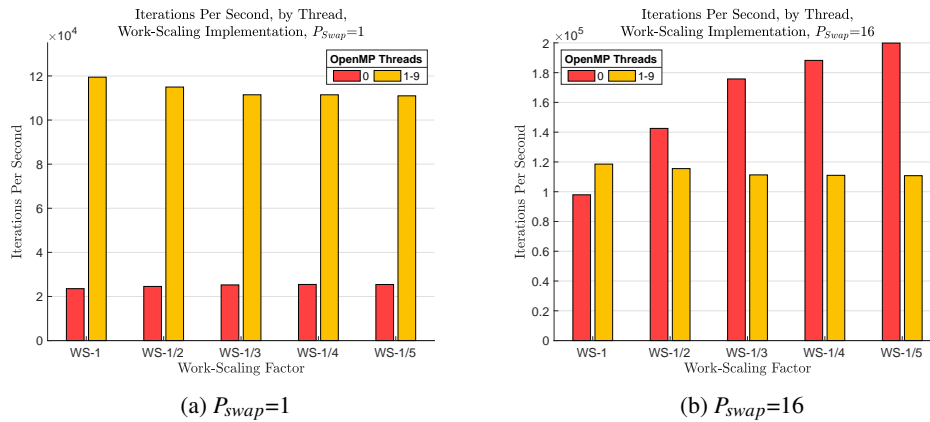 Iterations Per Second, by Thread,
Work-Scaling Implementation, P_Swap=1
×10⁴
OpenMP Threads
0 1-9
12
10
8
6
4
2
0
Iterations Per Second
WS-1 WS-1/2 WS-1/3 WS-1/4 WS-1/5
Work-Scaling Factor
(a) P_swap=1
Iterations Per Second, by Thread,
Work-Scaling Implementation, P_Swap=16
×10⁵
OpenMP Threads
0 1-9
2
1.8
1.6
1.4
1.2
1
0.8
0.6
0.4
0.2
0
Iterations Per Second
WS-1 WS-1/2 WS-1/3 WS-1/4 WS-1/5
Work-Scaling Factor
(b) P_swap=16